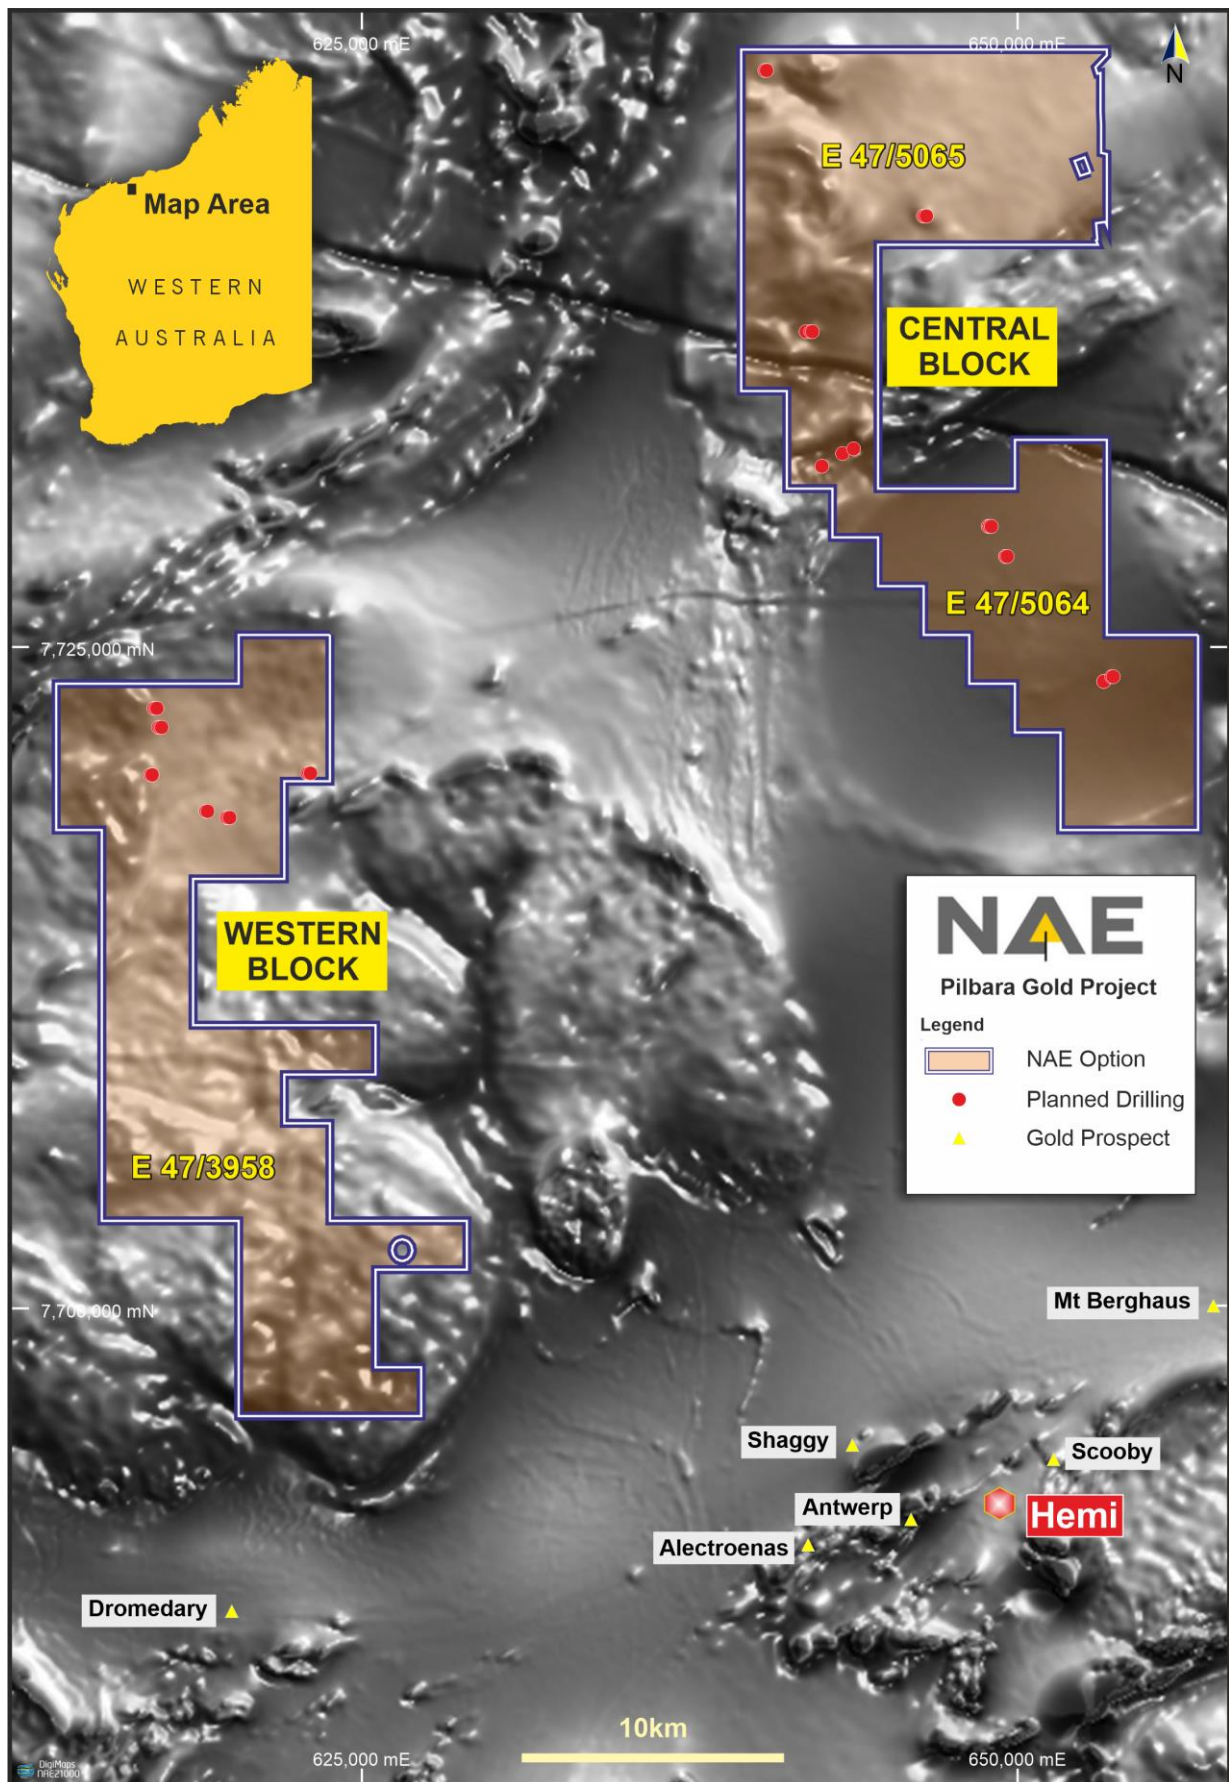 625,000 mE
650,000 mE
N
Map Area
WESTERN
AUSTRALIA
E 47/5065
CENTRAL
BLOCK
E 47/5064
7,725,000 mN
WESTERN
BLOCK
E 47/3958
NAE
Pilbara Gold Project
Legend
NAE Option
Planned Drilling
Gold Prospect
7,700,000 mN
Mt Berghaus
Shaggy
Scooby
Antwerp
Hemi
Alectroenas
Dromedary
10km
625,000 mE
650,000 mE
DigiMaps
NAE21000